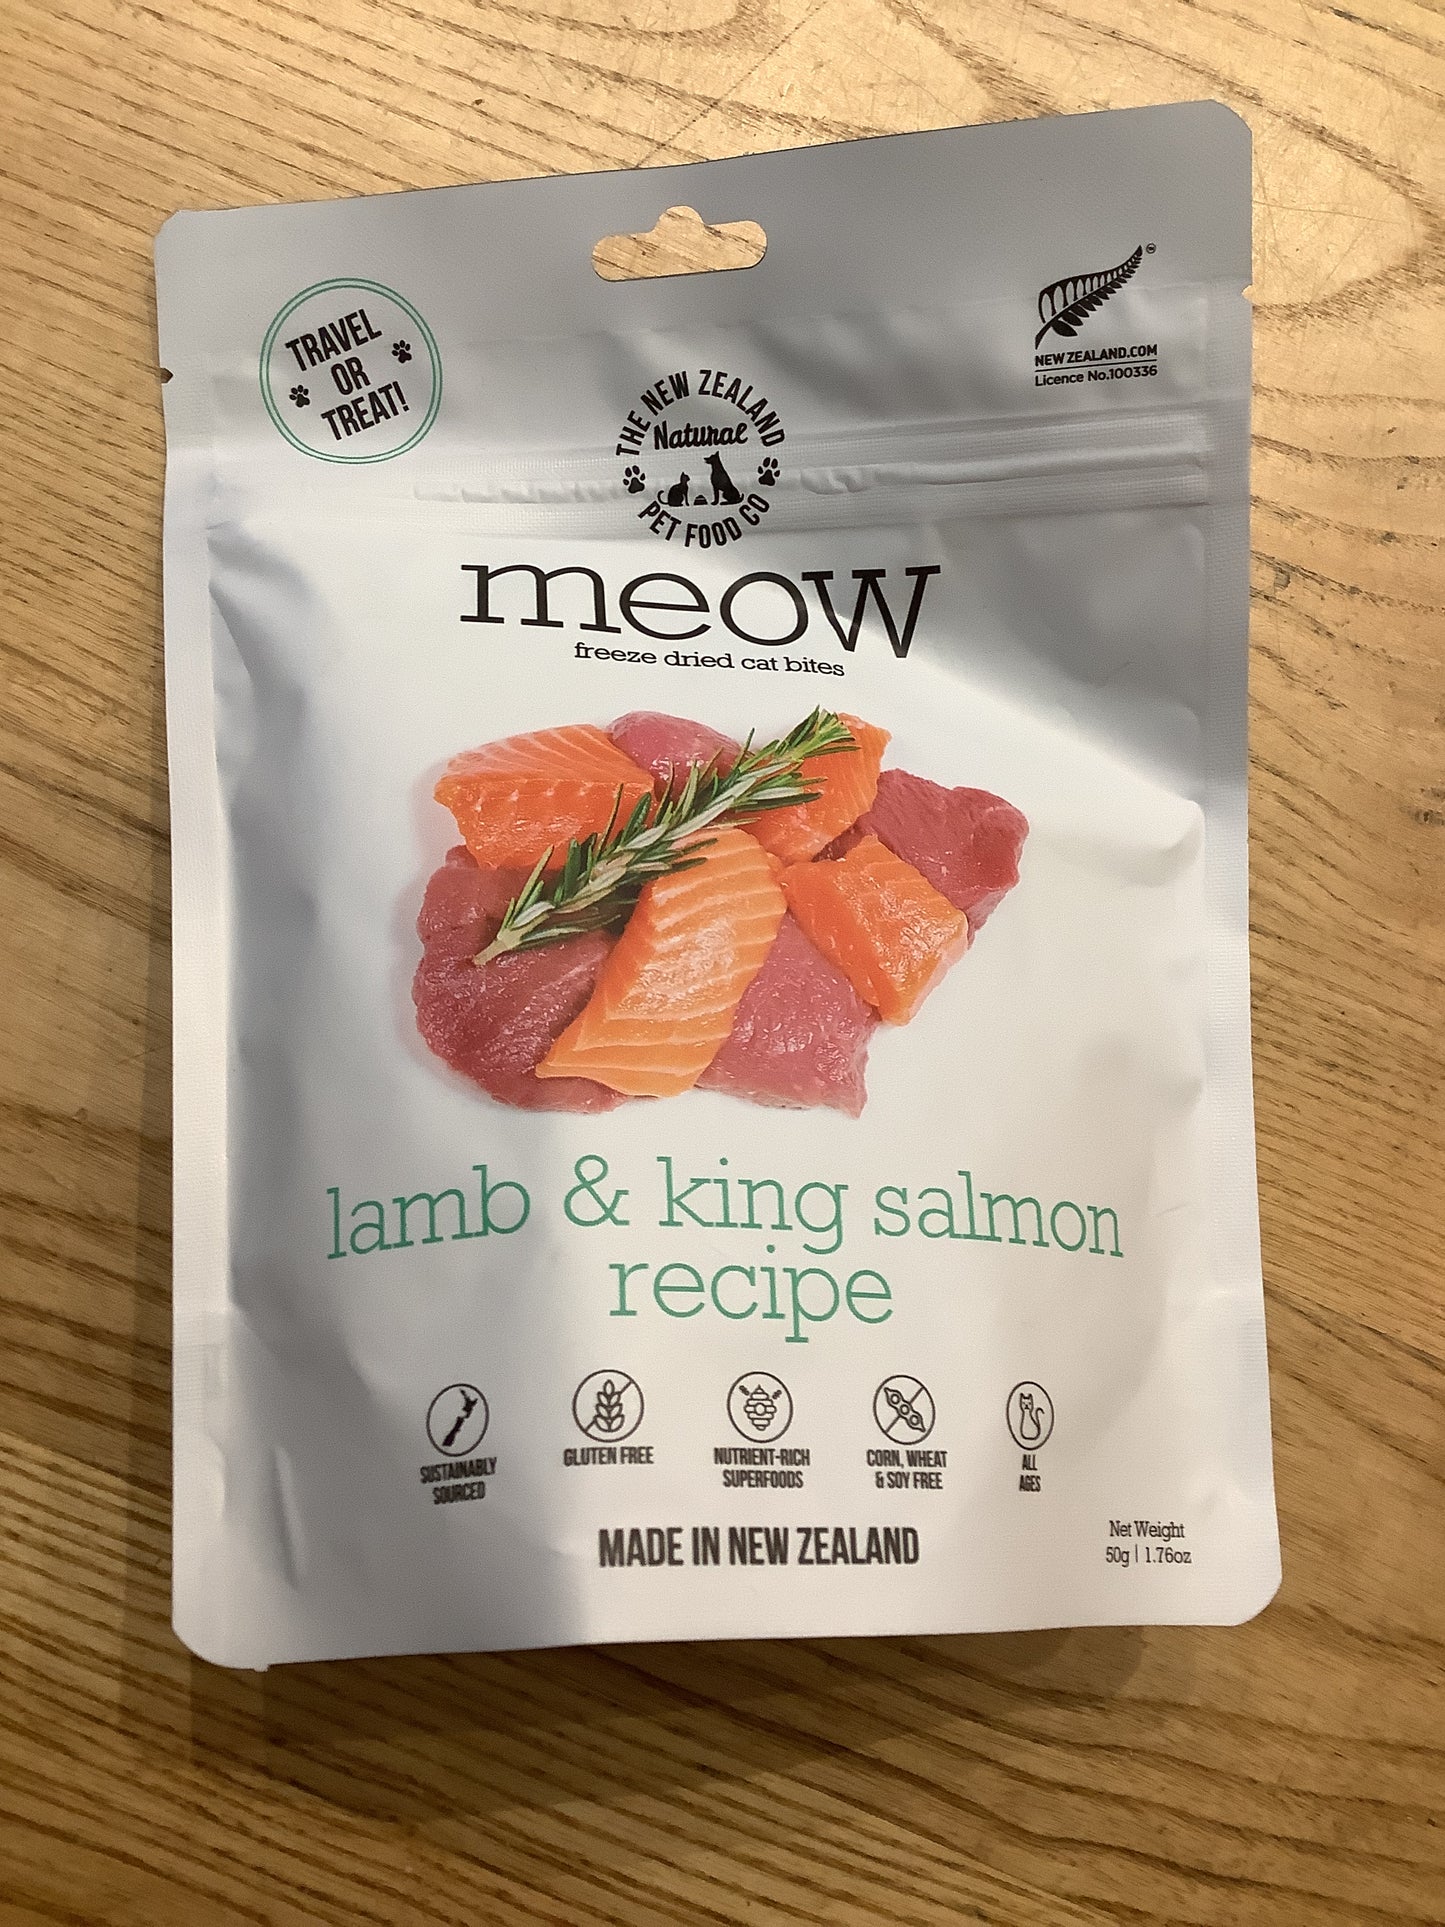 TRAVEL
OR
TREAT!
NEW ZEALAND.COM
Licence No.100336
THE NEW ZEALAND
Natural
PET FOOD CO
meow
freeze dried cat bites
lamb & king salmon
recipe
SUSTAINABLY
SOURCED
GLUTEN FREE
NUTRIENT-RICH
SUPERFOODS
CORN, WHEAT
& SOY FREE
ALL
AGES
MADE IN NEW ZEALAND
Net Weight
50g | 1.76oz